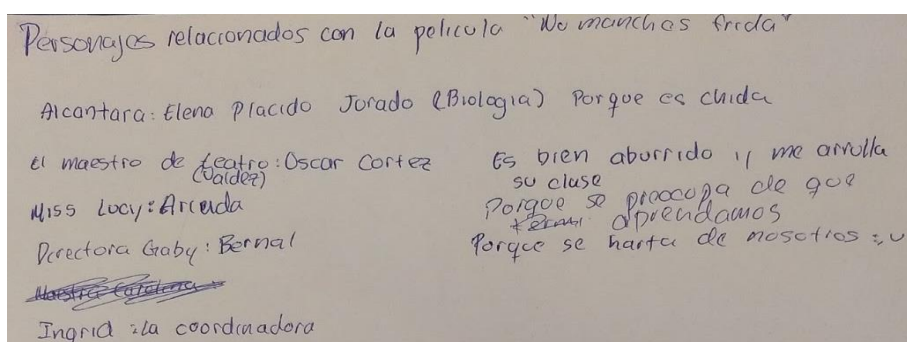 Personajes relacionados con la pelicula "No manches frida"
Alcantara: Elena Placido Jurado (Biologia) Porque es chida
El maestro de teatro: Oscar Cortez Es bien aburrido y me arrulla
(Valdez) su clase
Miss Lucy: Arceuda Porque se preocupa de que
aprendamos
Derectora Gaby: Bernal Porque se harta de nosotros :v
Ingrid :la coordinadora